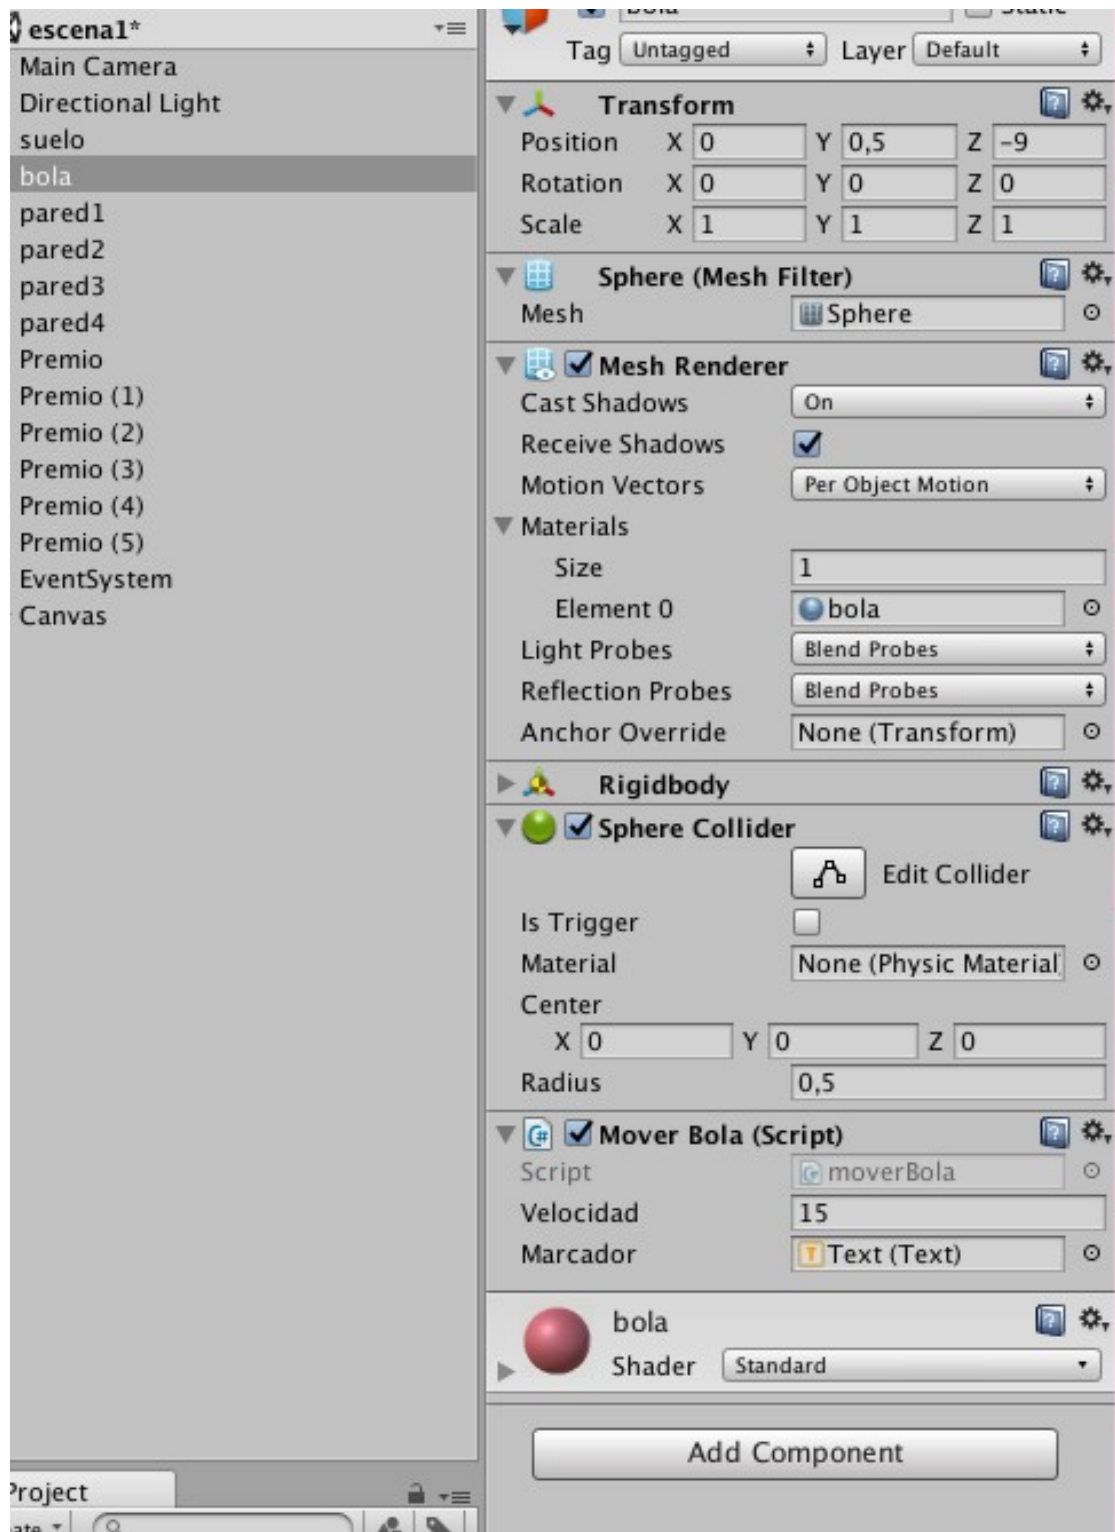 escena1*
Main Camera
Directional Light
suelo
bola
pared1
pared2
pared3
pared4
Premio
Premio (1)
Premio (2)
Premio (3)
Premio (4)
Premio (5)
EventSystem
Canvas
Project
bola Static
Tag Untagged Layer Default
Transform
Position X 0 Y 0,5 Z -9
Rotation X 0 Y 0 Z 0
Scale X 1 Y 1 Z 1
Sphere (Mesh Filter)
Mesh Sphere
Mesh Renderer
Cast Shadows On
Receive Shadows
Motion Vectors Per Object Motion
Materials
Size 1
Element 0 bola
Light Probes Blend Probes
Reflection Probes Blend Probes
Anchor Override None (Transform)
Rigidbody
Sphere Collider
Edit Collider
Is Trigger
Material None (Physic Material)
Center
X 0 Y 0 Z 0
Radius 0,5
Mover Bola (Script)
Script moverBola
Velocidad 15
Marcador Text (Text)
bola
Shader Standard
Add Component